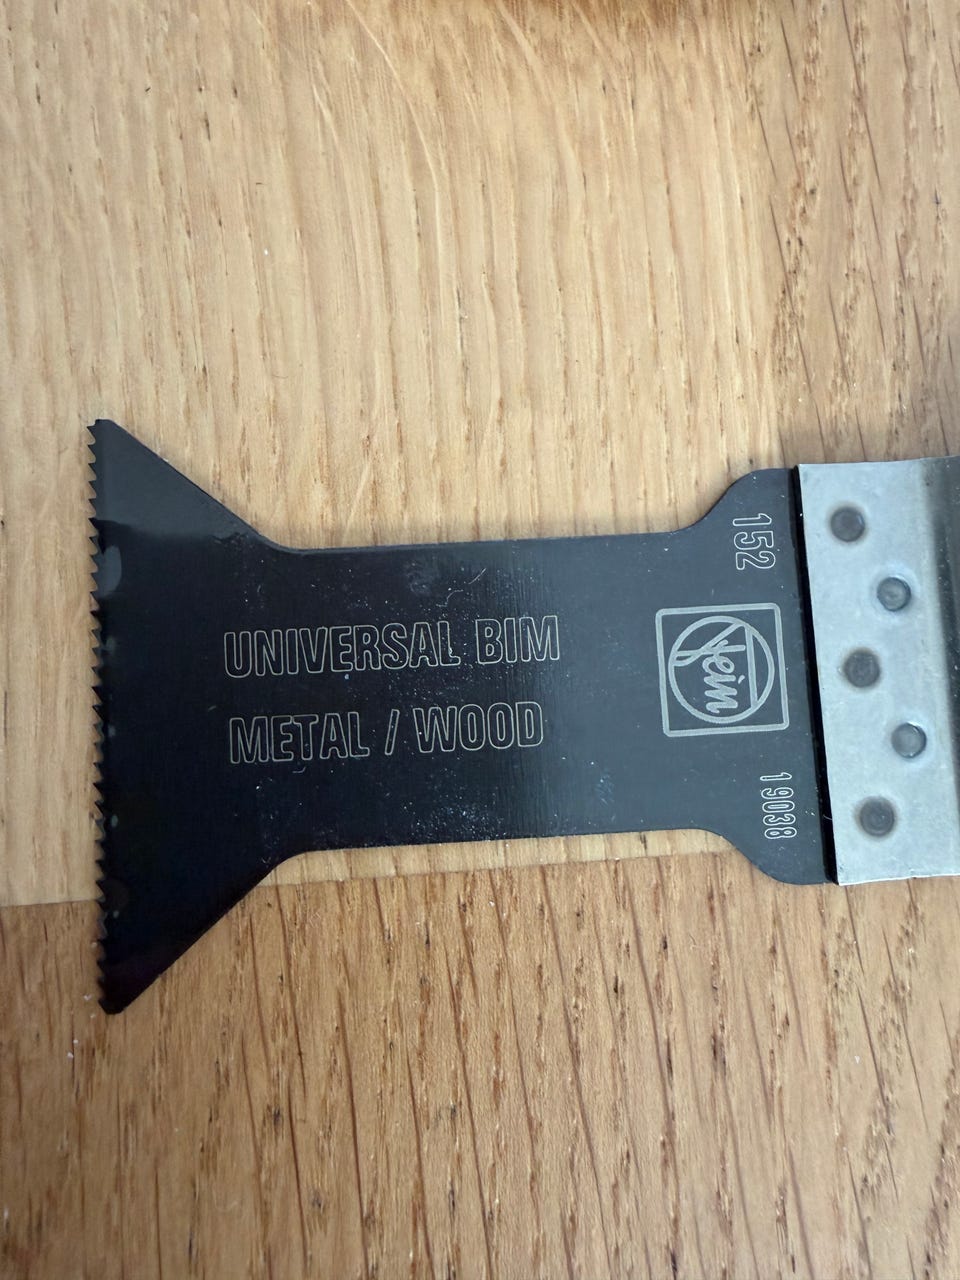 UNIVERSAL BIM
METAL / WOOD
152
Fein
19038